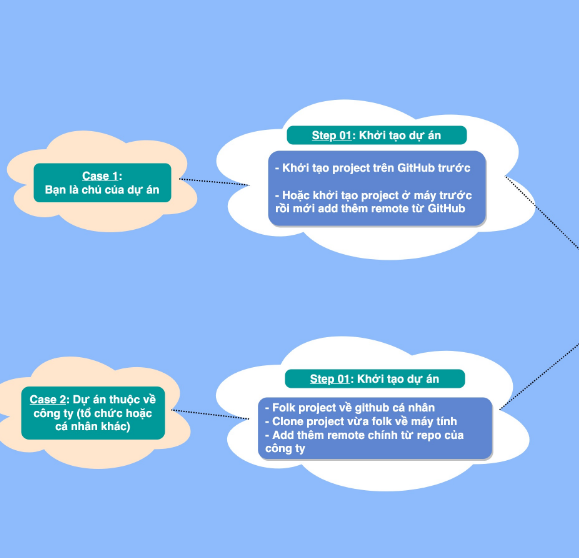 Case 1:
Bạn là chủ của dự án
Step 01: Khởi tạo dự án
- Khởi tạo project trên GitHub trước
- Hoặc khởi tạo project ở máy trước
rồi mới add thêm remote từ GitHub
Case 2: Dự án thuộc về
công ty (tổ chức hoặc
cá nhân khác)
Step 01: Khởi tạo dự án
- Folk project về github cá nhân
- Clone project vừa folk về máy tính
- Add thêm remote chính từ repo của
công ty